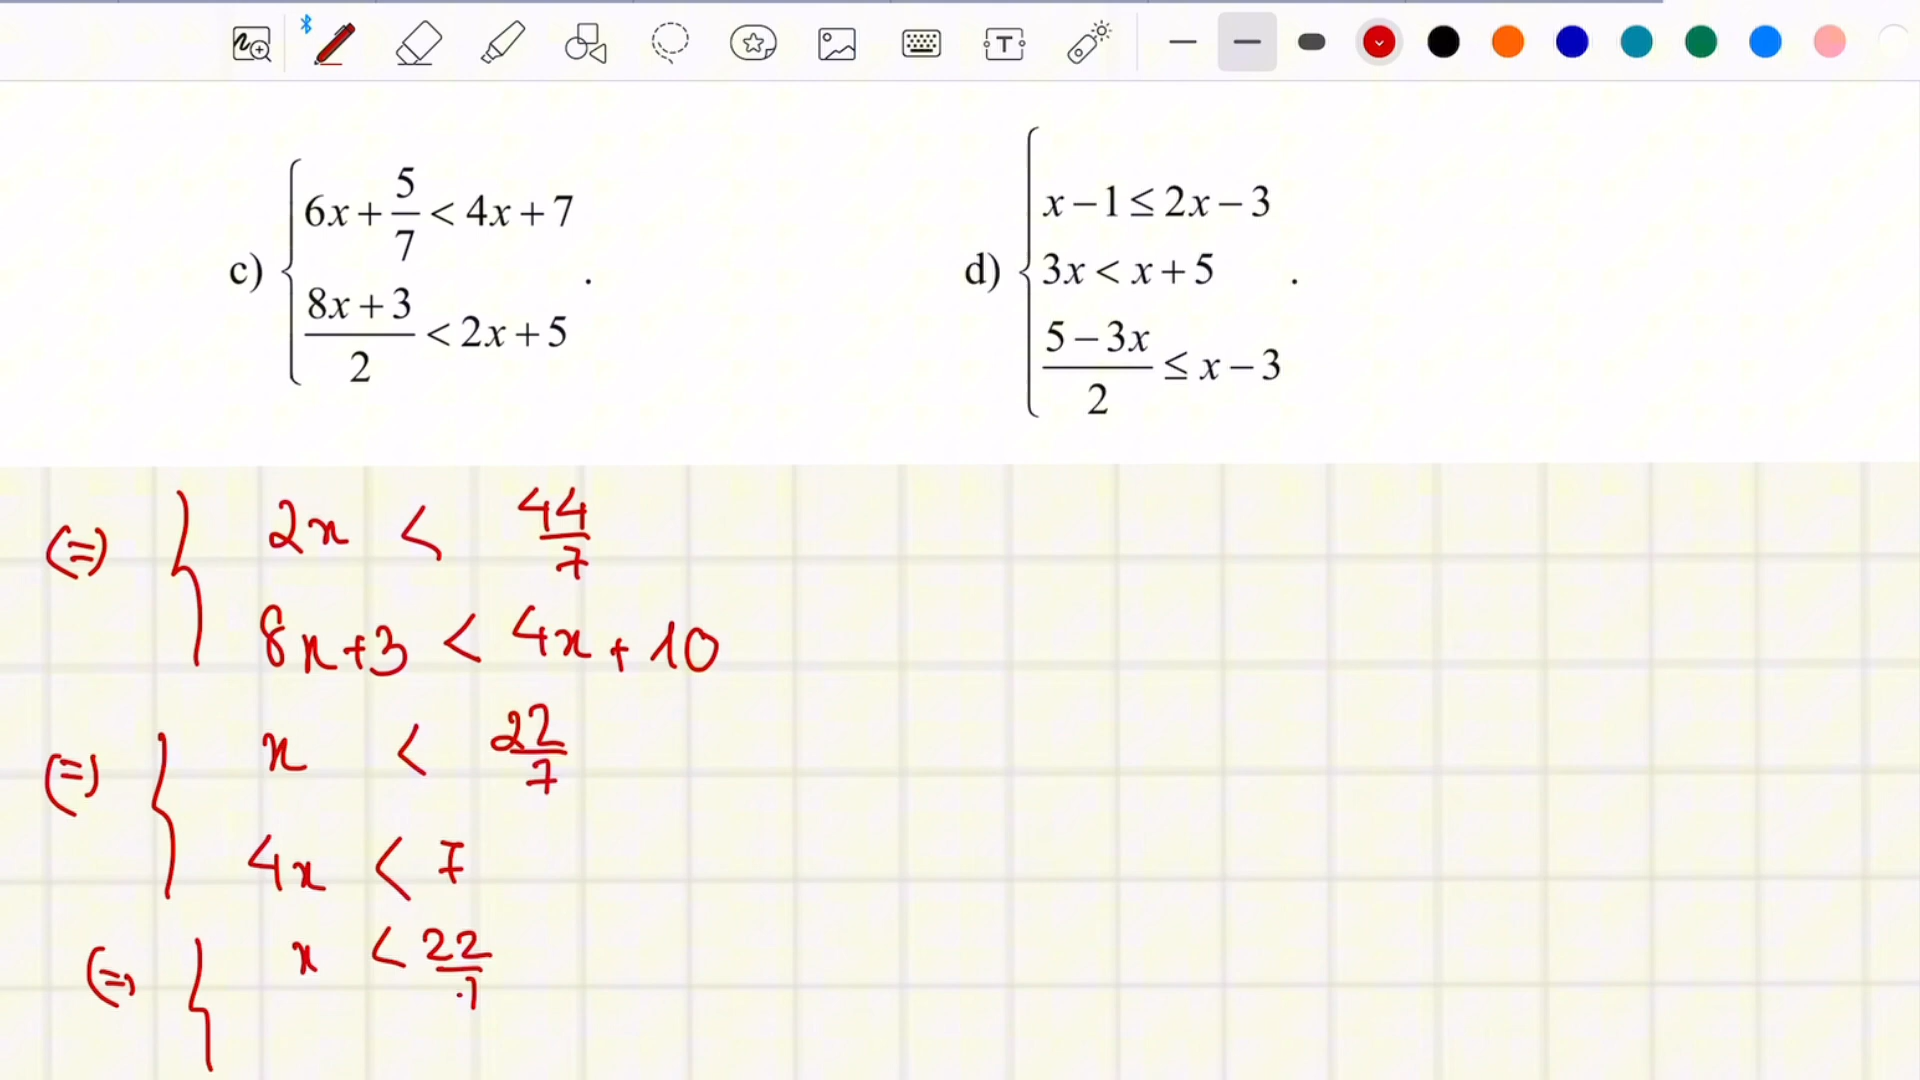 c) { 6x + 5/7 < 4x + 7
(8x + 3)/2 < 2x + 5 .
d) { x − 1 ≤ 2x − 3
3x < x + 5
(5 − 3x)/2 ≤ x − 3 .
(=) { 2x < 44/7
8x + 3 < 4x + 10
(=) { x < 22/7
4x < 7
(=) { x < 22/